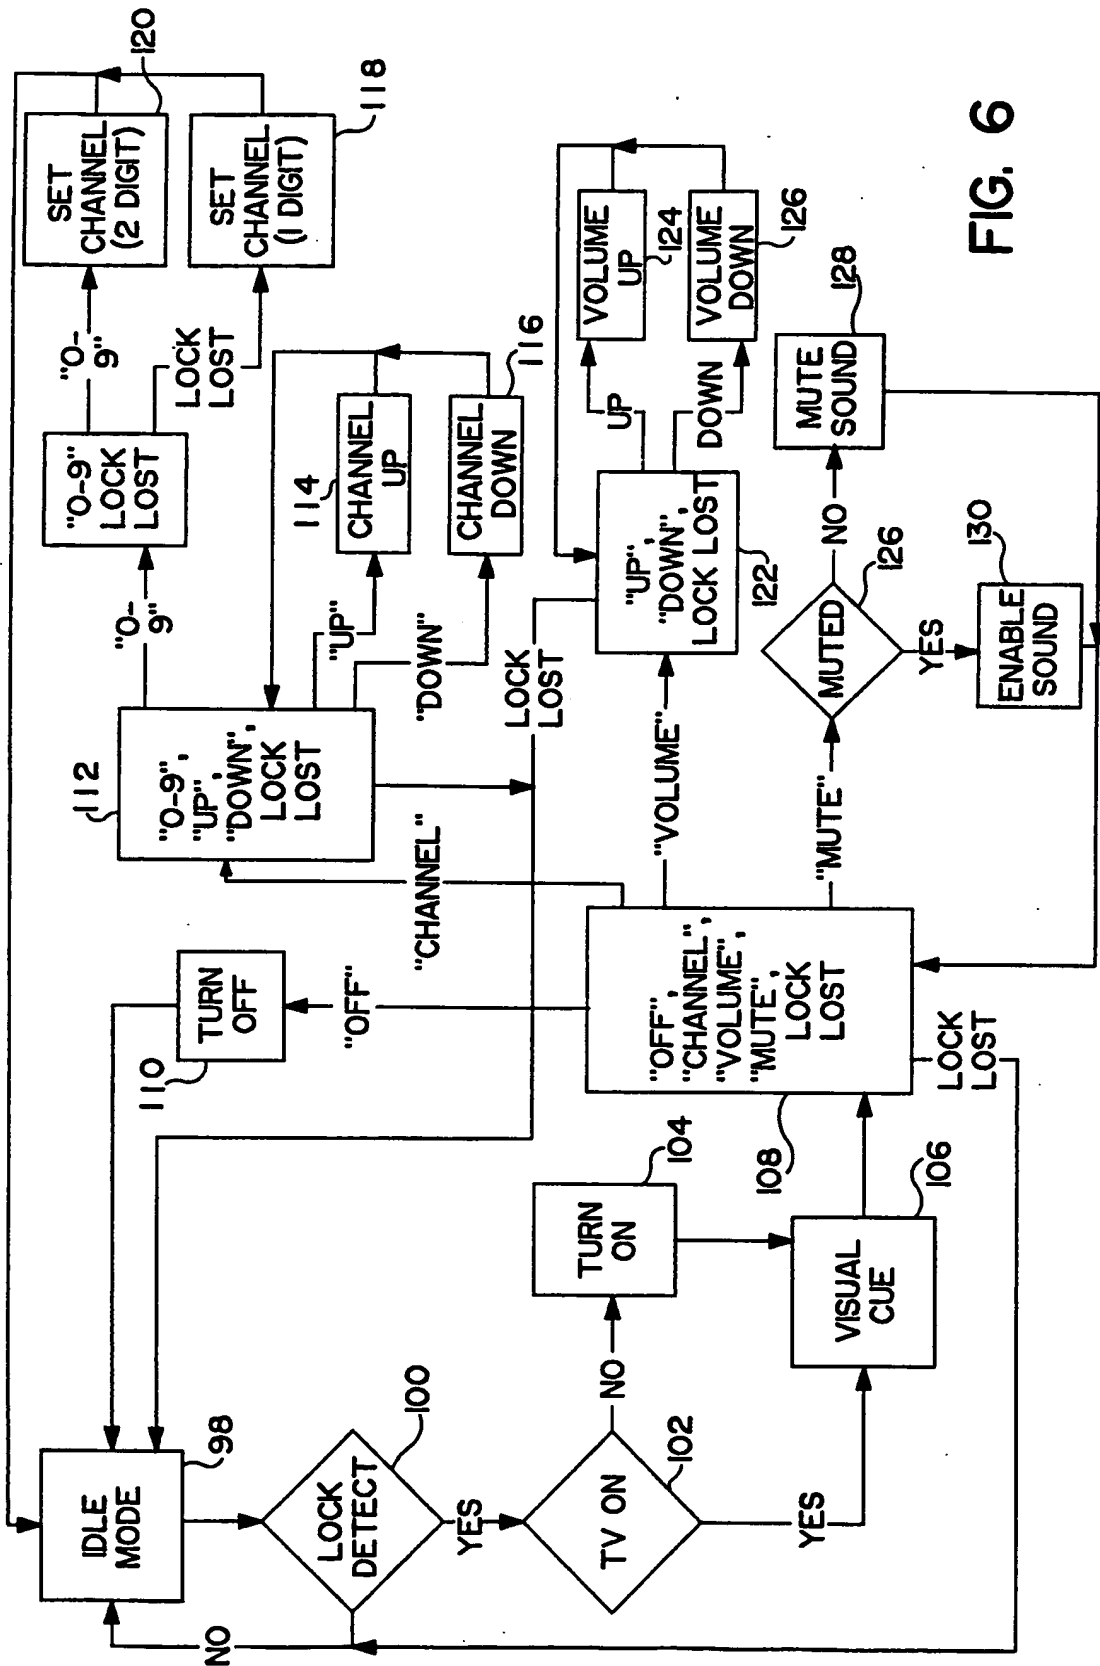 IDLE
MODE
98
NO
LOCK
DETECT
100
YES
TV ON
102
NO
YES
TURN
ON
104
VISUAL
CUE
106
"OFF",
"CHANNEL",
"VOLUME",
"MUTE",
LOCK
LOST
108
LOCK
LOST
"OFF"
TURN
OFF
110
"CHANNEL"
"0-9",
"UP",
"DOWN",
LOCK
LOST
112
"0-
9"
"0-9"
LOCK
LOST
"0-
9"
LOCK
LOST
SET
CHANNEL
(2 DIGIT)
120
SET
CHANNEL
(1 DIGIT)
118
"UP"
CHANNEL
UP
114
"DOWN"
CHANNEL
DOWN
116
LOCK
LOST
"VOLUME"
"UP",
"DOWN",
LOCK LOST
122
UP
DOWN
VOLUME
UP
124
VOLUME
DOWN
126
"MUTE"
MUTED
126
NO
YES
MUTE
SOUND
128
ENABLE
SOUND
130
FIG. 6